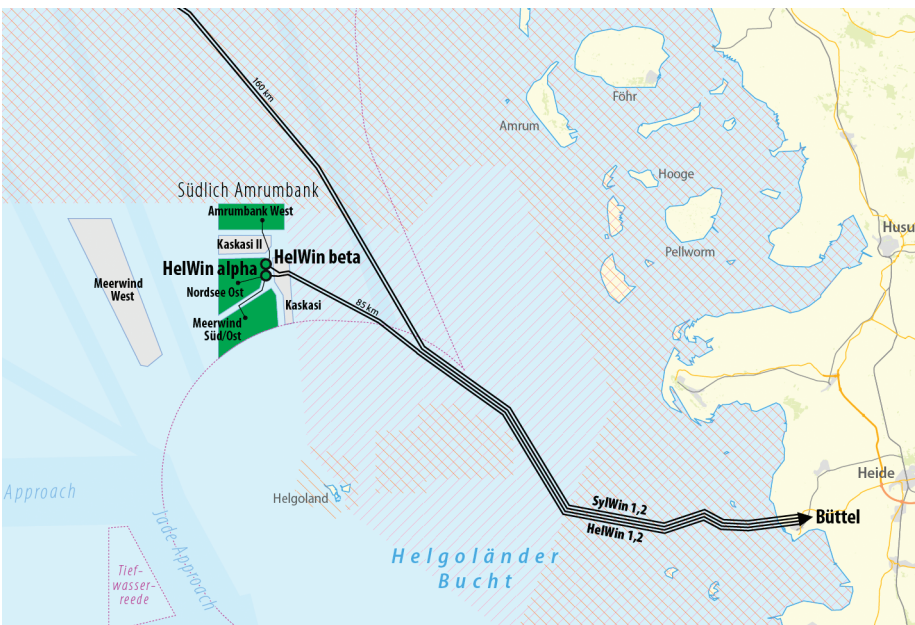 160 km
Föhr
Amrum
Hooge
Südlich Amrumbank
Amrumbank West
Husu
Kaskasi II
Pellworm
HelWin beta
HelWin alpha
Meerwind
West
Nordsee Ost
Kaskasi
85 km
Meerwind
Süd/Ost
Heide
Approach
Helgoland
SylWin 1,2
Büttel
HelWin 1,2
Jade-Approach
Helgoländer
Bucht
Tief-
wasser-
reede